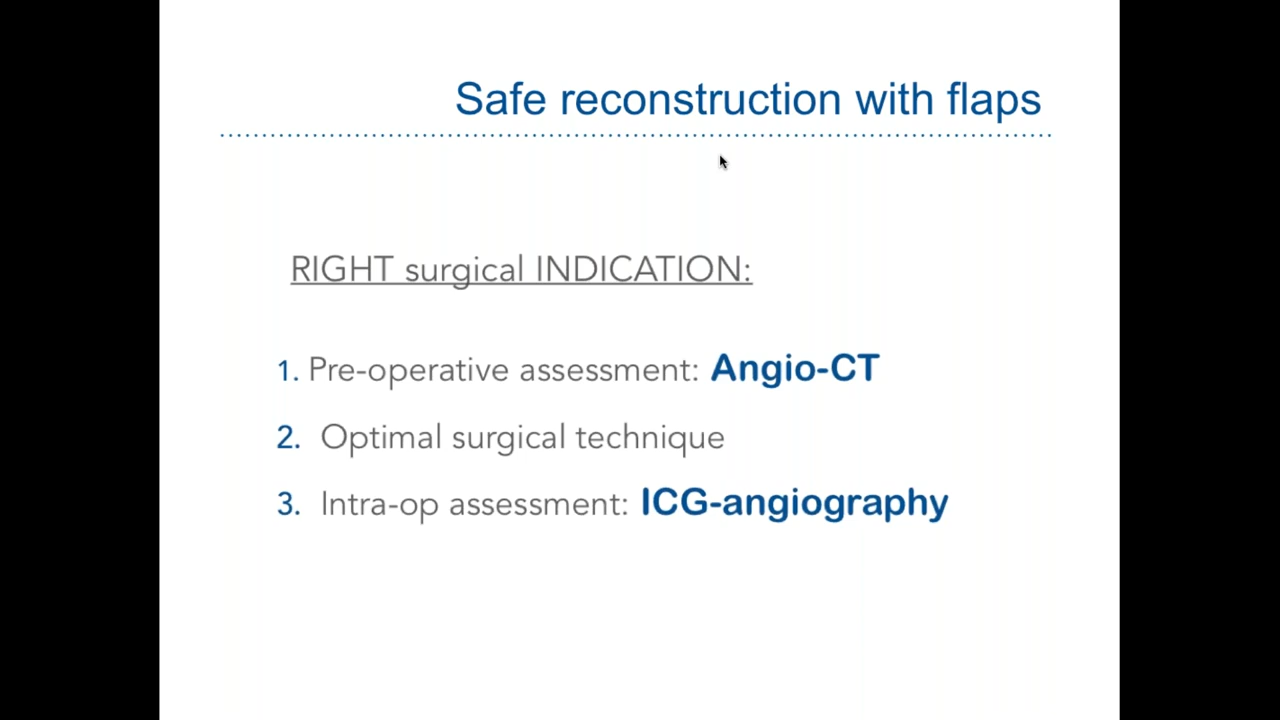 Safe reconstruction with flaps
RIGHT surgical INDICATION:
1. Pre-operative assessment: Angio-CT
2. Optimal surgical technique
3. Intra-op assessment: ICG-angiography